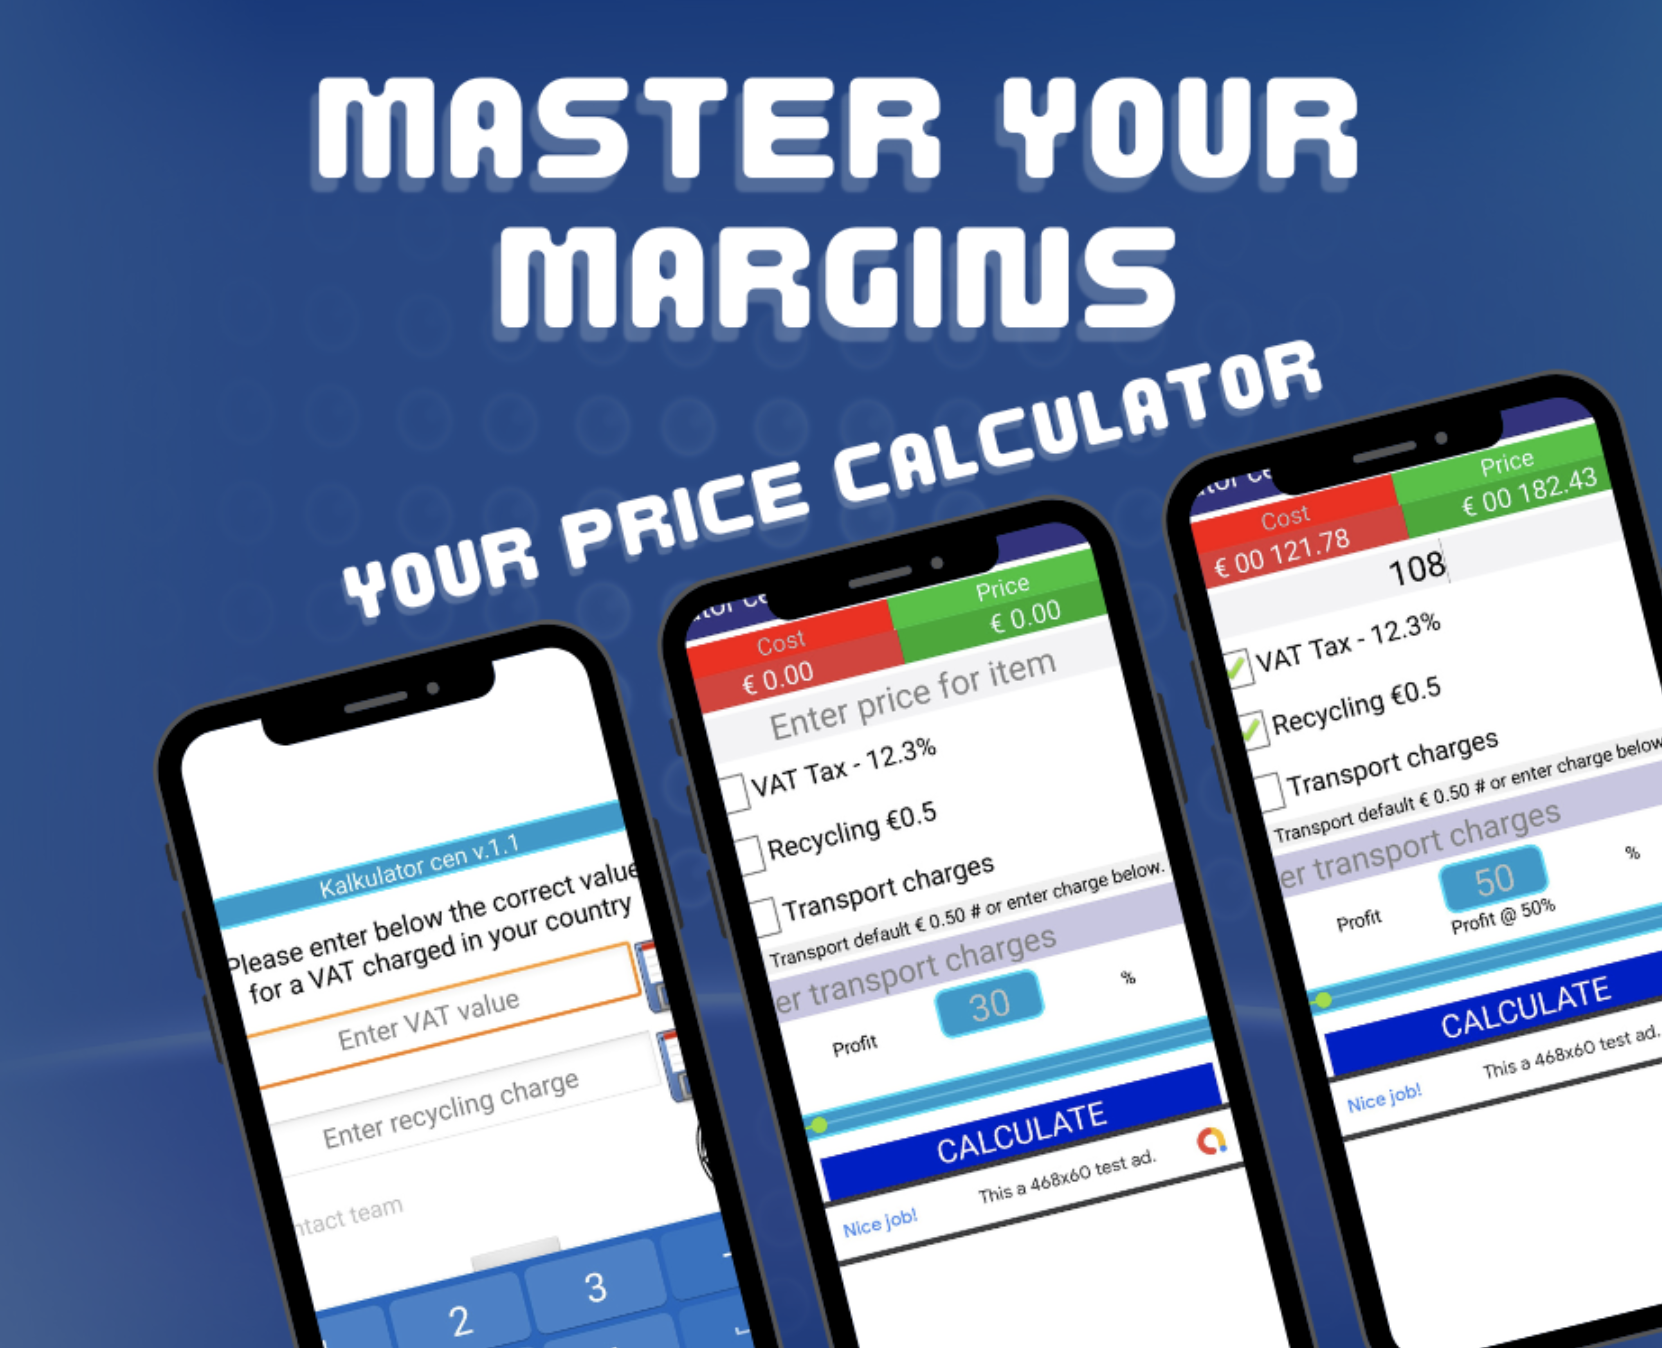 MASTER YOUR
MARGINS
YOUR PRICE CALCULATOR
Kalkulator cen v.1.1
Please enter below the correct value
for a VAT charged in your country
Enter VAT value
Enter recycling charge
ntact team
2
3
Cost
Price
€ 0.00
€ 0.00
Enter price for item
VAT Tax - 12.3%
Recycling €0.5
Transport charges
Transport default € 0.50 # or enter charge below.
er transport charges
Profit
30
%
CALCULATE
Nice job!
This a 468x60 test ad.
Cost
Price
€ 00 121.78
€ 00 182.43
108
VAT Tax - 12.3%
Recycling €0.5
Transport charges
Transport default € 0.50 # or enter charge below
er transport charges
Profit
50
%
Profit @ 50%
CALCULATE
Nice job!
This a 468x60 test ad.